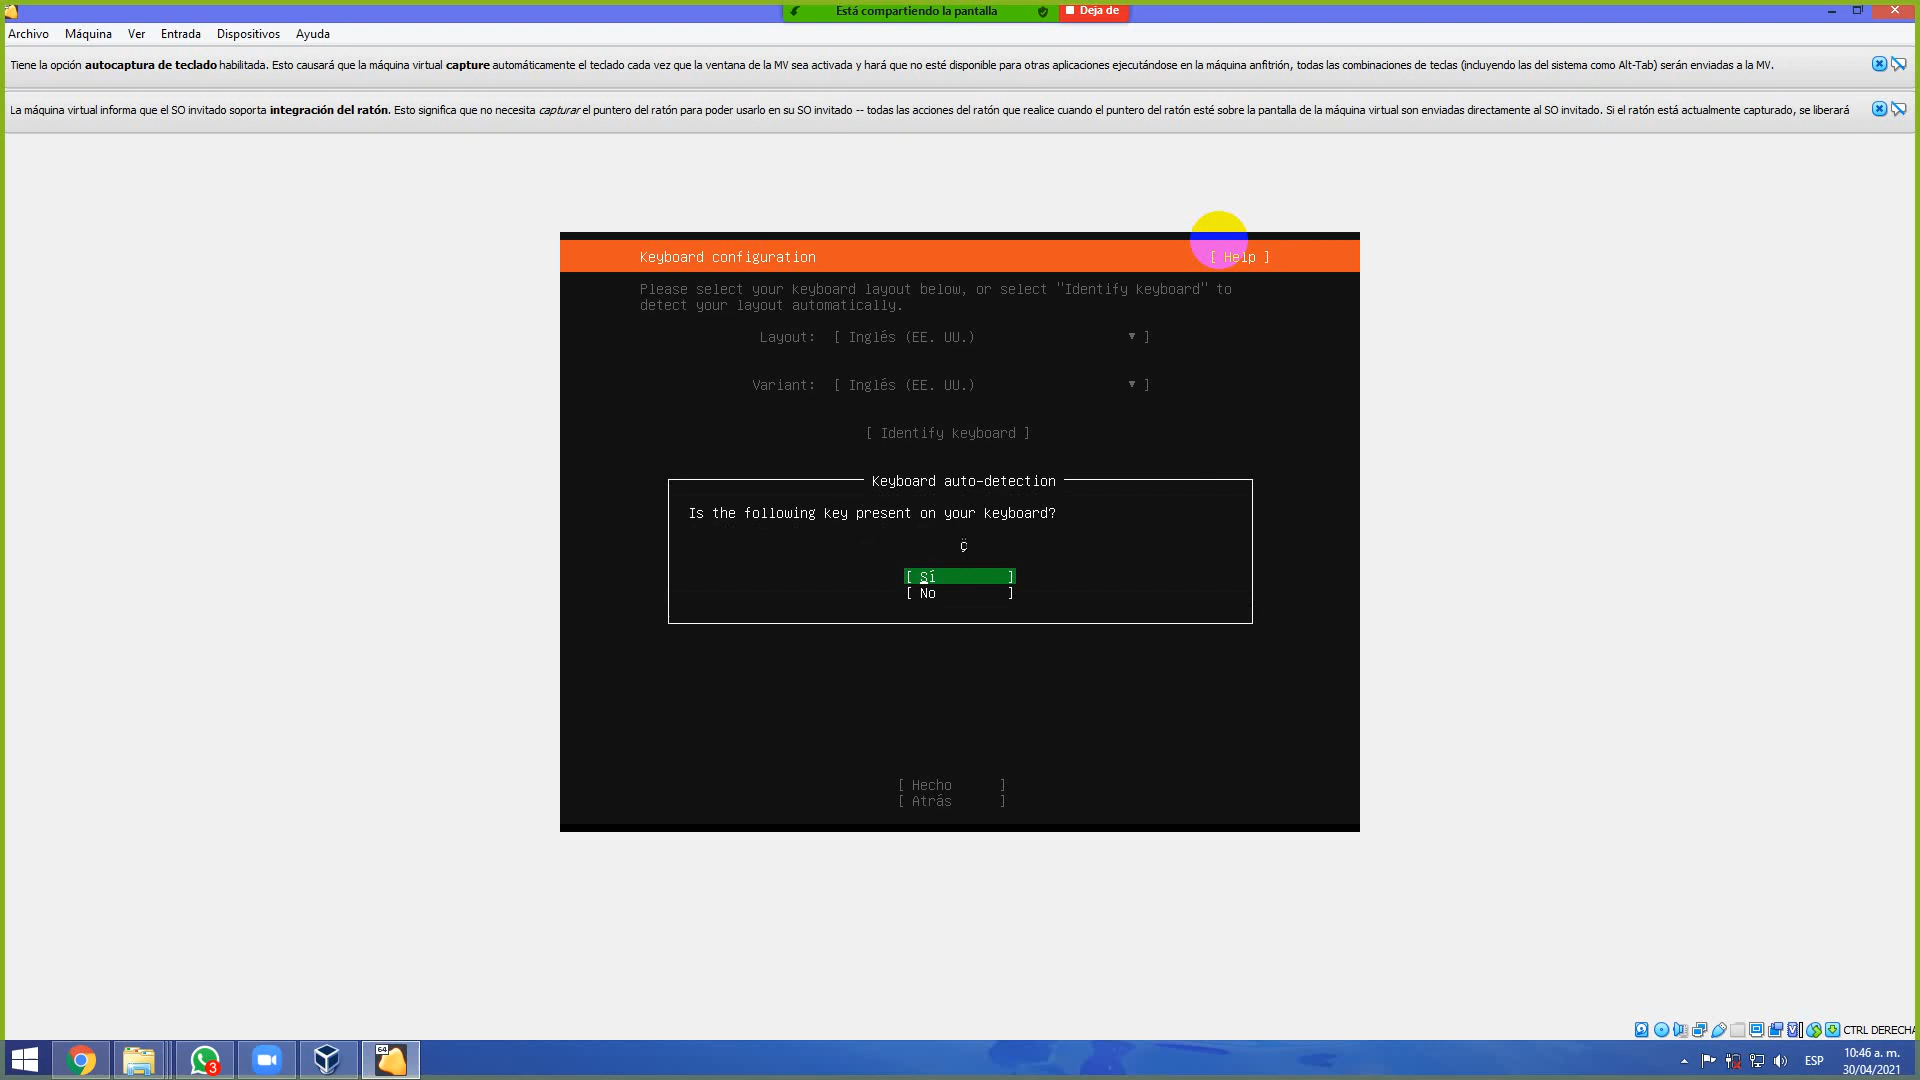 Está compartiendo la pantalla
Deja de
Archivo Máquina Ver Entrada Dispositivos Ayuda
Tiene la opción autocaptura de teclado habilitada. Esto causará que la máquina virtual capture automáticamente el teclado cada vez que la ventana de la MV sea activada y hará que no esté disponible para otras aplicaciones ejecutándose en la máquina anfitrión, todas las combinaciones de teclas (incluyendo las del sistema como Alt-Tab) serán enviadas a la MV.
La máquina virtual informa que el SO invitado soporta integración del ratón. Esto significa que no necesita capturar el puntero del ratón para poder usarlo en su SO invitado -- todas las acciones del ratón que realice cuando el puntero del ratón esté sobre la pantalla de la máquina virtual son enviadas directamente al SO invitado. Si el ratón está actualmente capturado, se liberará
Keyboard configuration [ Help ]
Please select your keyboard layout below, or select "Identify keyboard" to
detect your layout automatically.
Layout: [ Inglés (EE. UU.) ▾ ]
Variant: [ Inglés (EE. UU.) ▾ ]
[ Identify keyboard ]
Keyboard auto-detection
Is the following key present on your keyboard?
[ Sí ]
[ No ]
[ Hecho ]
[ Atrás ]
CTRL DERECHA
64
3
ESP
10:46 a. m.
30/04/2021